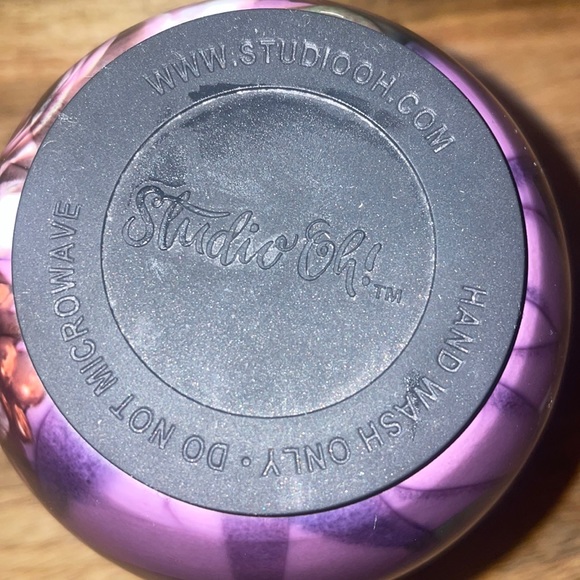 WWW.STUDIOOH.COM
Studio Oh!™
HAND WASH ONLY · DO NOT MICROWAVE